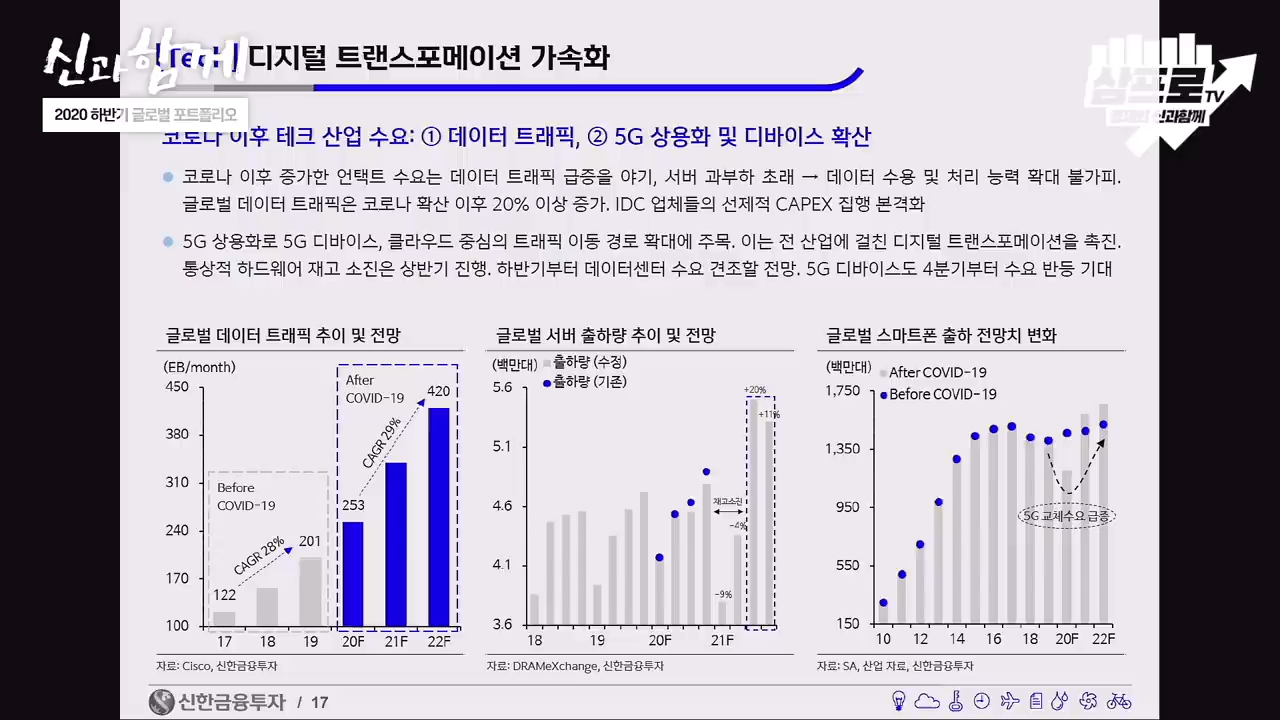 신과함께
[Tech] 디지털 트랜스포메이션 가속화
2020 하반기 글로벌 포트폴리오
삼프로TV
경제의 신과함께
코로나 이후 테크 산업 수요: ① 데이터 트래픽, ② 5G 상용화 및 디바이스 확산
코로나 이후 증가한 언택트 수요는 데이터 트래픽 급증을 야기, 서버 과부하 초래 → 데이터 수용 및 처리 능력 확대 불가피.
글로벌 데이터 트래픽은 코로나 확산 이후 20% 이상 증가. IDC 업체들의 선제적 CAPEX 집행 본격화
5G 상용화로 5G 디바이스, 클라우드 중심의 트래픽 이동 경로 확대에 주목. 이는 전 산업에 걸친 디지털 트랜스포메이션을 촉진.
통상적 하드웨어 재고 소진은 상반기 진행. 하반기부터 데이터센터 수요 견조할 전망. 5G 디바이스도 4분기부터 수요 반등 기대
글로벌 데이터 트래픽 추이 및 전망
(EB/month)
450
380
310
240
170
100
Before
COVID-19
CAGR 28%
122
201
After
COVID-19
CAGR 29%
253
420
17 18 19 20F 21F 22F
자료: Cisco, 신한금융투자
글로벌 서버 출하량 추이 및 전망
(백만대)
출하량 (수정)
출하량 (기존)
5.6
5.1
4.6
4.1
3.6
재고소진
-9%
-4%
+20%
+11%
18 19 20F 21F
자료: DRAMeXchange, 신한금융투자
글로벌 스마트폰 출하 전망치 변화
(백만대)
After COVID-19
Before COVID-19
1,750
1,350
950
550
150
5G 교체수요 급증
10 12 14 16 18 20F 22F
자료: SA, 산업 자료, 신한금융투자
신한금융투자 / 17